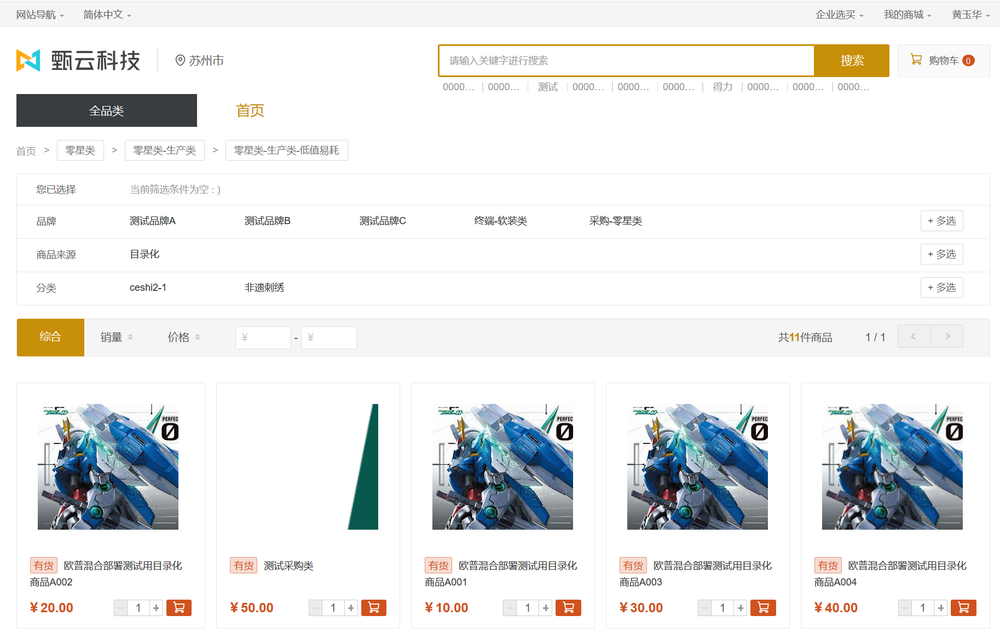 网站导航 简体中文 企业选买 我的商城 黄玉华
甄云科技 苏州市 请输入关键字进行搜索 搜索 购物车 0
0000... 0000... 测试 0000... 0000... 0000... 得力 0000... 0000... 0000...
全品类 首页
首页 > 零星类 > 零星类-生产类 > 零星类-生产类-低值易耗
您已选择 当前筛选条件为空 : )
品牌 测试品牌A 测试品牌B 测试品牌C 终端-软装类 采购-零星类 + 多选
商品来源 目录化 + 多选
分类 ceshi2-1 非遗刺绣 + 多选
综合 销量 价格 ¥ - ¥ 共11件商品 1 / 1 < >
PERFEC
0
PERFEC
0
PERFEC
0
PERFEC
0
有货 欧普混合部署测试用目录化
商品A002
¥ 20.00 − 1 +
有货 测试采购类
¥ 50.00 − 1 +
有货 欧普混合部署测试用目录化
商品A001
¥ 10.00 − 1 +
有货 欧普混合部署测试用目录化
商品A003
¥ 30.00 − 1 +
有货 欧普混合部署测试用目录化
商品A004
¥ 40.00 − 1 +